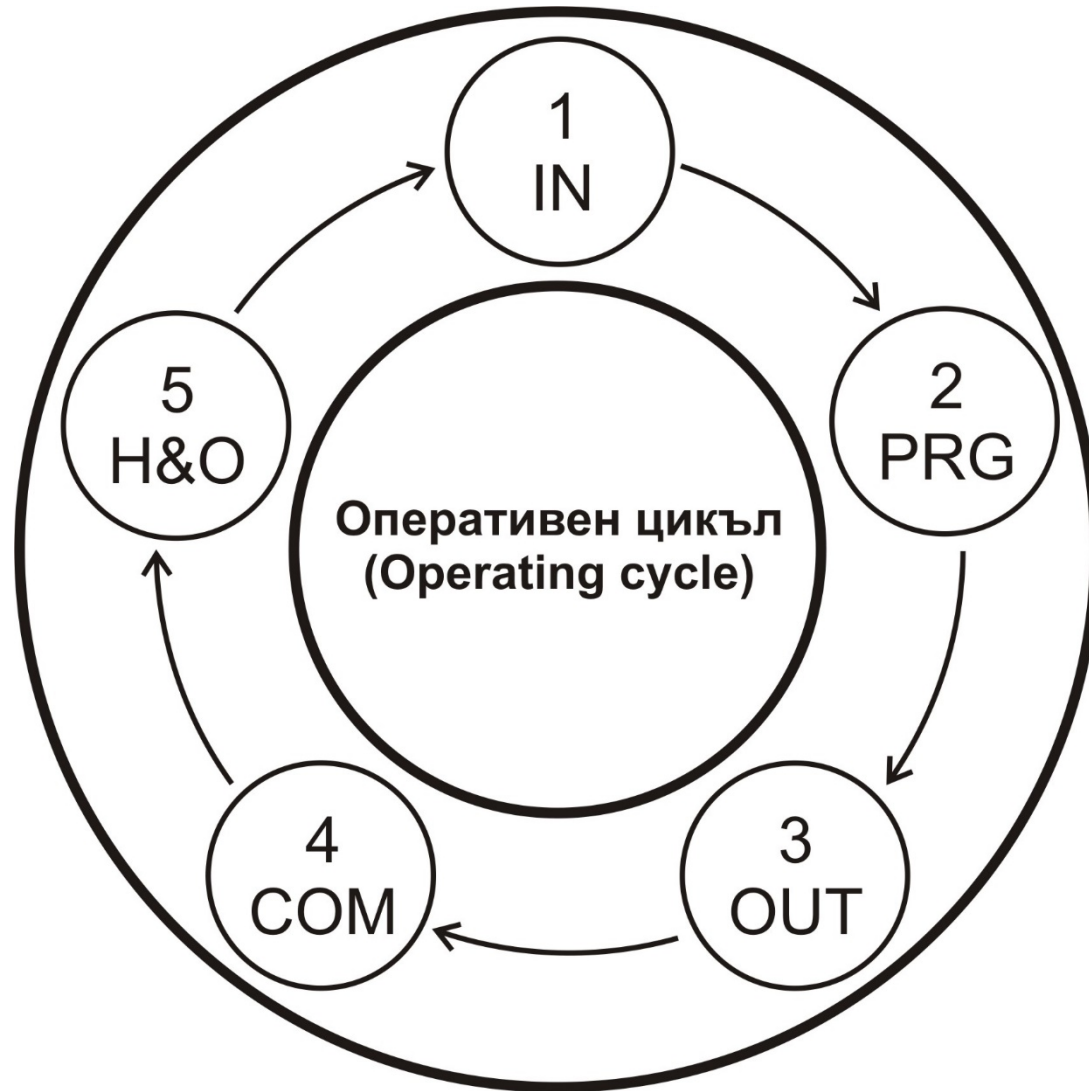 1
IN
2
PRG
3
OUT
4
COM
5
H&O
Оперативен цикъл
(Operating cycle)